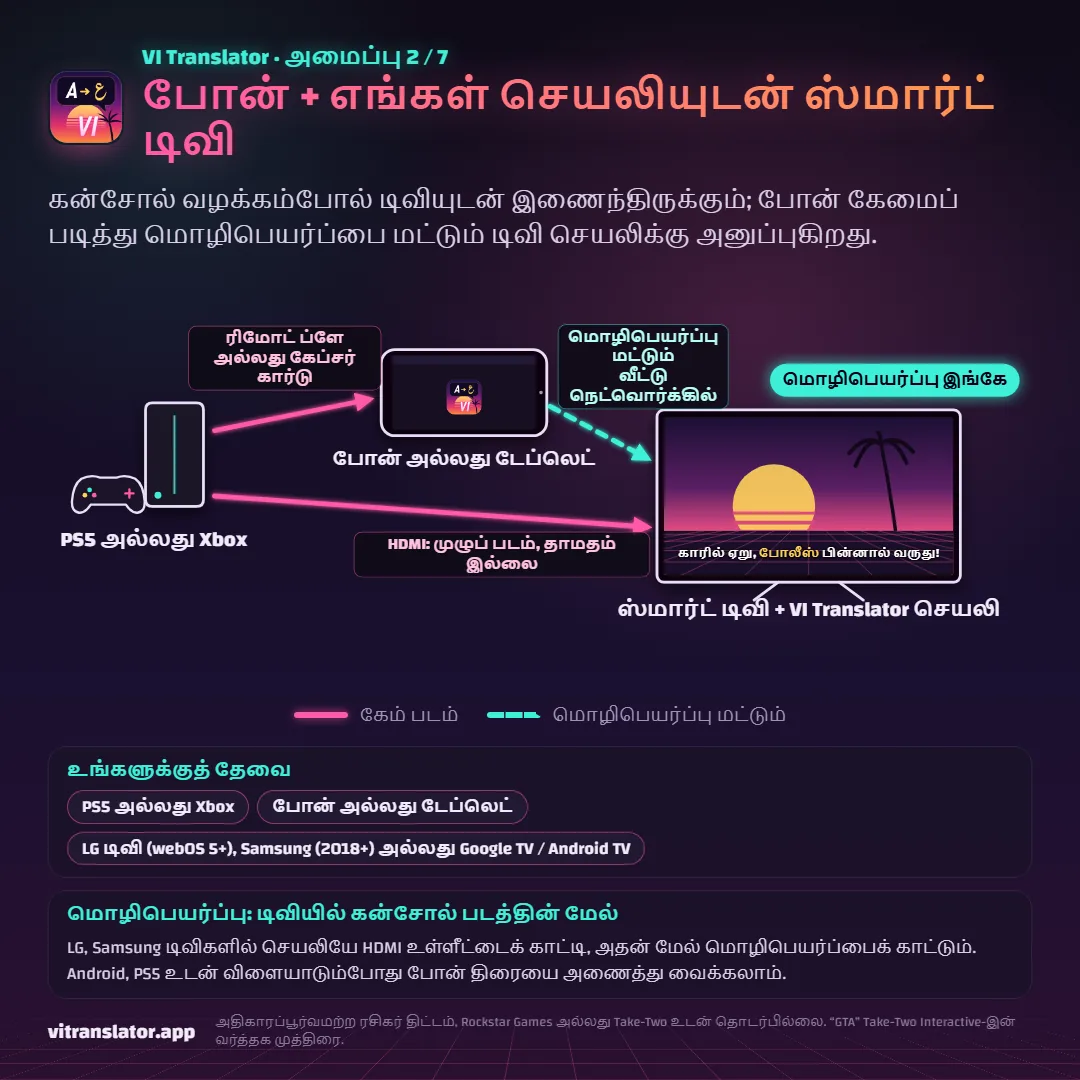 VI Translator · அமைப்பு 2 / 7
A→ع
VI
போன் + எங்கள் செயலியுடன் ஸ்மார்ட்
டிவி
கன்சோல் வழக்கம்போல் டிவியுடன் இணைந்திருக்கும்; போன் கேமைப்
படித்து மொழிபெயர்ப்பை மட்டும் டிவி செயலிக்கு அனுப்புகிறது.
ரிமோட் ப்ளே
அல்லது கேப்சர்
கார்டு
மொழிபெயர்ப்பு
மட்டும்
வீட்டு
நெட்வொர்க்கில்
மொழிபெயர்ப்பு இங்கே
A→ع
VI
போன் அல்லது டேப்லெட்
PS5 அல்லது Xbox
HDMI: முழுப் படம், தாமதம்
இல்லை
காரில் ஏறு, போலீஸ் பின்னால் வருது!
ஸ்மார்ட் டிவி + VI Translator செயலி
கேம் படம்
மொழிபெயர்ப்பு மட்டும்
உங்களுக்குத் தேவை
PS5 அல்லது Xbox
போன் அல்லது டேப்லெட்
LG டிவி (webOS 5+), Samsung (2018+) அல்லது Google TV / Android TV
மொழிபெயர்ப்பு: டிவியில் கன்சோல் படத்தின் மேல்
LG, Samsung டிவிகளில் செயலியே HDMI உள்ளீட்டைக் காட்டி, அதன் மேல் மொழிபெயர்ப்பைக் காட்டும்.
Android, PS5 உடன் விளையாடும்போது போன் திரையை அணைத்து வைக்கலாம்.
vitranslator.app
அதிகாரப்பூர்வமற்ற ரசிகர் திட்டம், Rockstar Games அல்லது Take-Two உடன் தொடர்பில்லை. “GTA” Take-Two Interactive-இன்
வர்த்தக முத்திரை.